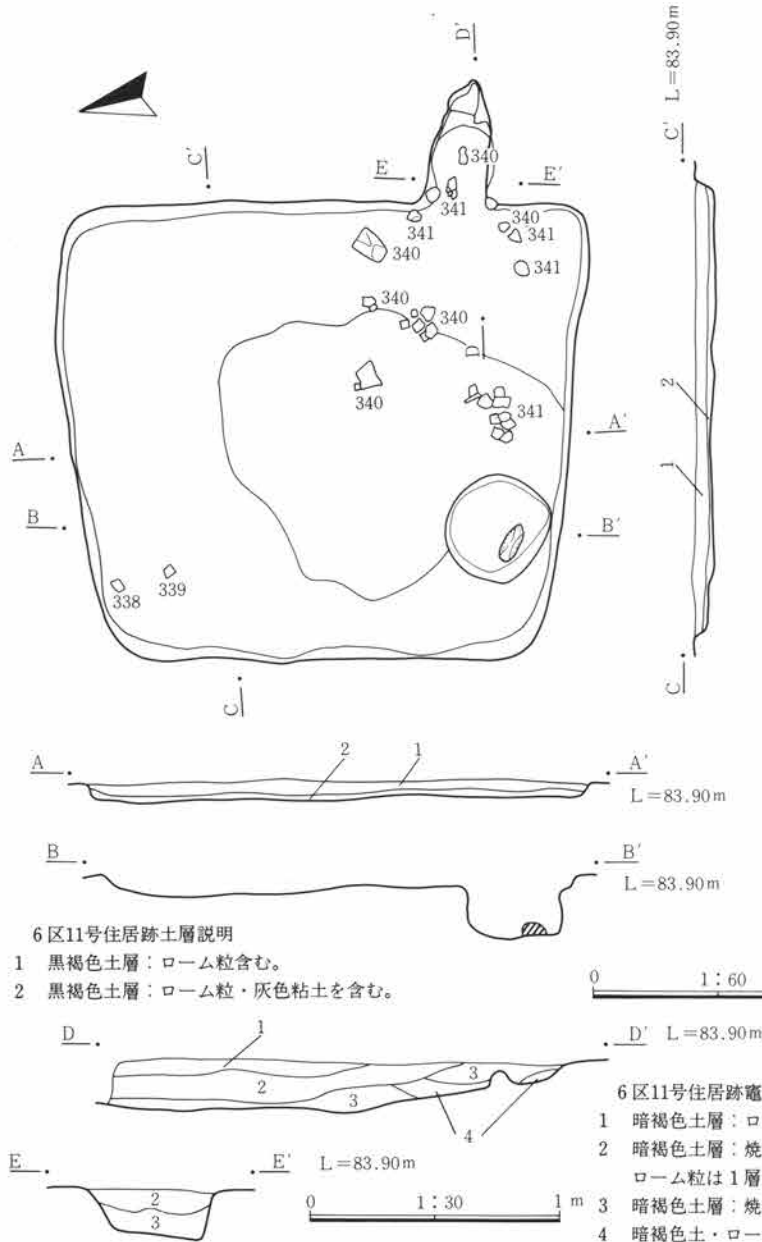 D′
L=83.90m
C′
C′
E
E′
340
341
340
341
341
340
341
340
340
D
340
341
A
A′
B
B′
338
339
1
2
C
C
A
2
1
A′
L=83.90m
B
B′
L=83.90m
6区11号住居跡土層説明
1 黒褐色土層：ローム粒含む。
2 黒褐色土層：ローム粒・灰色粘土を含む。
0 1:60
D
1
D′ L=83.90m
2
3
3
4
6区11号住居跡竈
1 暗褐色土層：ロ
2 暗褐色土層：焼
ローム粒は1層
3 暗褐色土層：焼
4 暗褐色土・ロー
E
E′ L=83.90m
2
3
0 1:30 1m